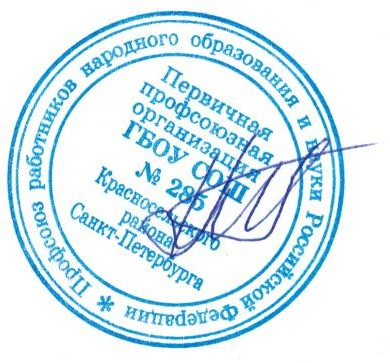 Профсоюз работников народного образования и науки Российской Федерации *
Первичная
профсоюзная
организация
ГБОУ СОШ
№ 285
Красносельского
района
Санкт-Петербурга